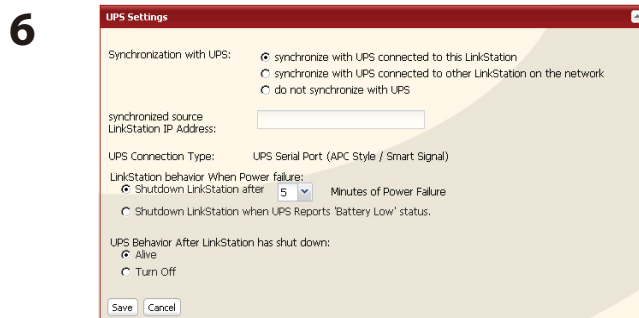 6
UPS Settings
Synchronization with UPS:
synchronize with UPS connected to this LinkStation
synchronize with UPS connected to other LinkStation on the network
do not synchronize with UPS
synchronized source
LinkStation IP Address:
UPS Connection Type: UPS Serial Port (APC Style / Smart Signal)
LinkStation behavior When Power failure:
Shutdown LinkStation after 5 Minutes of Power Failure
Shutdown LinkStation when UPS Reports 'Battery Low' status.
UPS Behavior After LinkStation has shut down:
Alive
Turn Off
Save Cancel